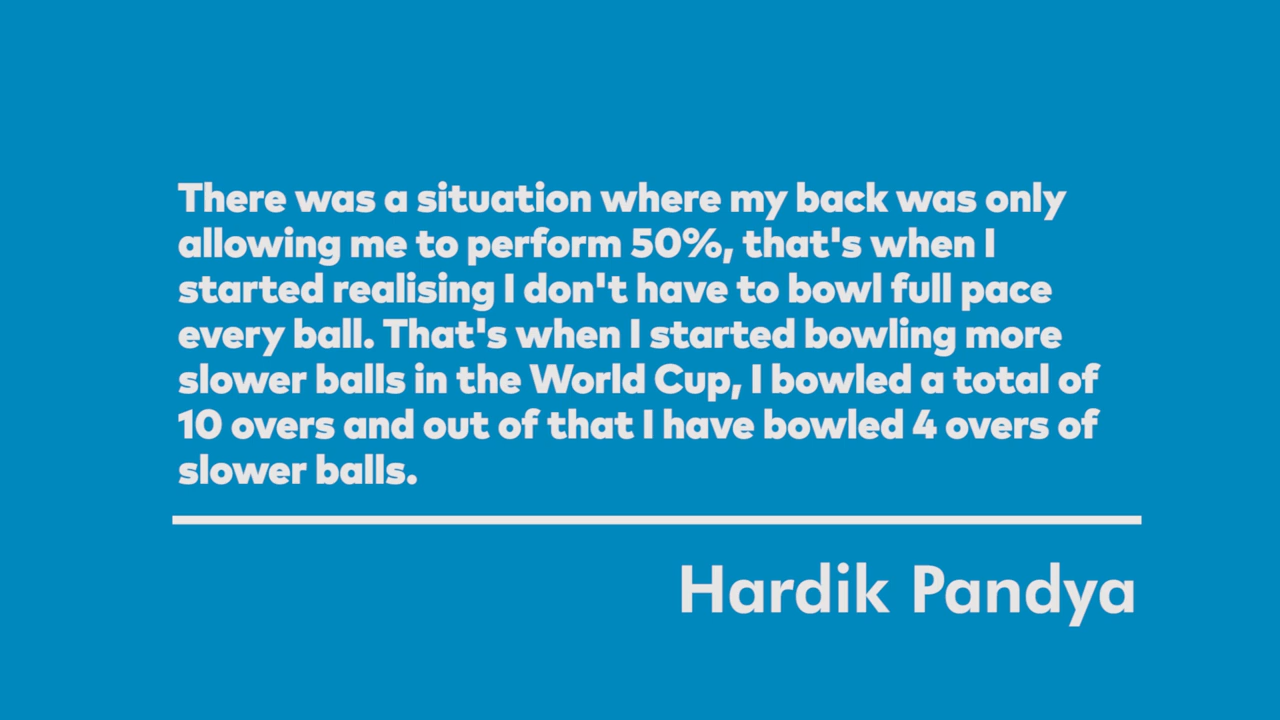 There was a situation where my back was only
allowing me to perform 50%, that's when I
started realising I don't have to bowl full pace
every ball. That's when I started bowling more
slower balls in the World Cup, I bowled a total of
10 overs and out of that I have bowled 4 overs of
slower balls.
Hardik Pandya